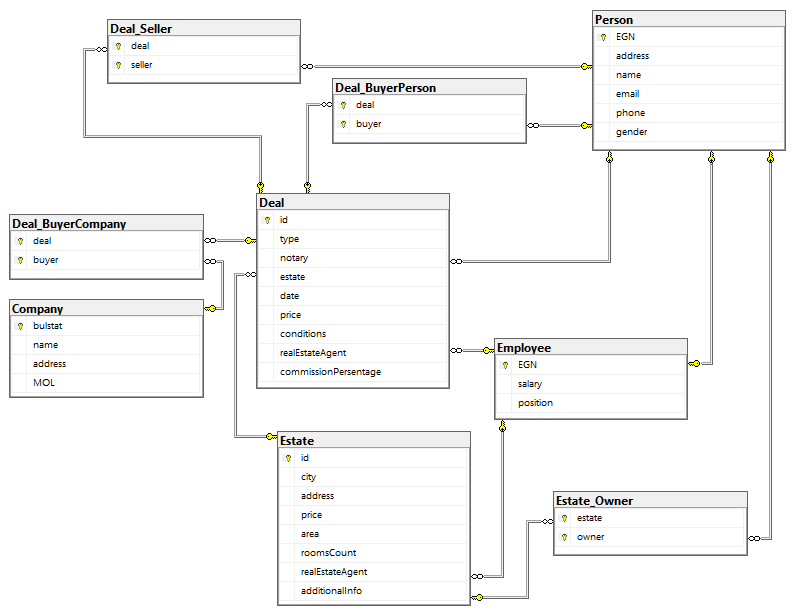 Deal_Seller
deal
seller
Person
EGN
address
name
email
phone
gender
Deal_BuyerPerson
deal
buyer
Deal
id
type
notary
estate
date
price
conditions
realEstateAgent
commissionPersentage
Deal_BuyerCompany
deal
buyer
Company
bulstat
name
address
MOL
Employee
EGN
salary
position
Estate
id
city
address
price
area
roomsCount
realEstateAgent
additionalInfo
Estate_Owner
estate
owner